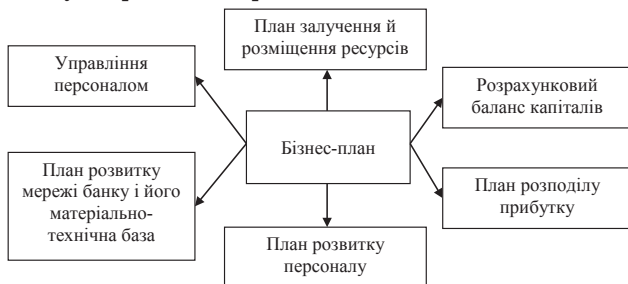 План залучення й
розміщення ресурсів
Управління
персоналом
Розрахунковий
баланс капіталів
Бізнес-план
План розвитку
мережі банку і його
матеріально-
технічна база
План розподілу
прибутку
План розвитку
персоналу